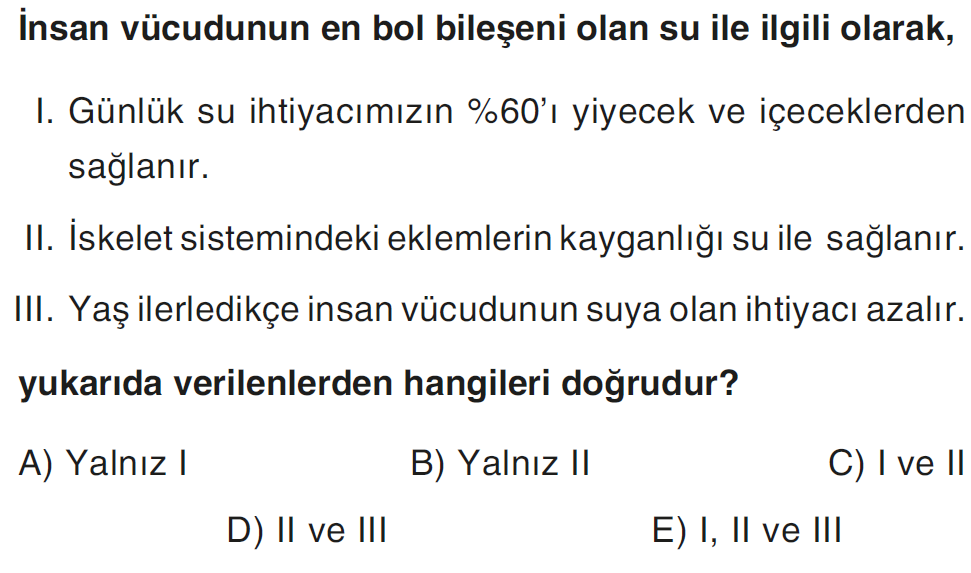 İnsan vücudunun en bol bileşeni olan su ile ilgili olarak,
I. Günlük su ihtiyacımızın %60’ı yiyecek ve içeceklerden
sağlanır.
II. İskelet sistemindeki eklemlerin kayganlığı su ile sağlanır.
III. Yaş ilerledikçe insan vücudunun suya olan ihtiyacı azalır.
yukarıda verilenlerden hangileri doğrudur?
A) Yalnız I B) Yalnız II C) I ve II
D) II ve III E) I, II ve III